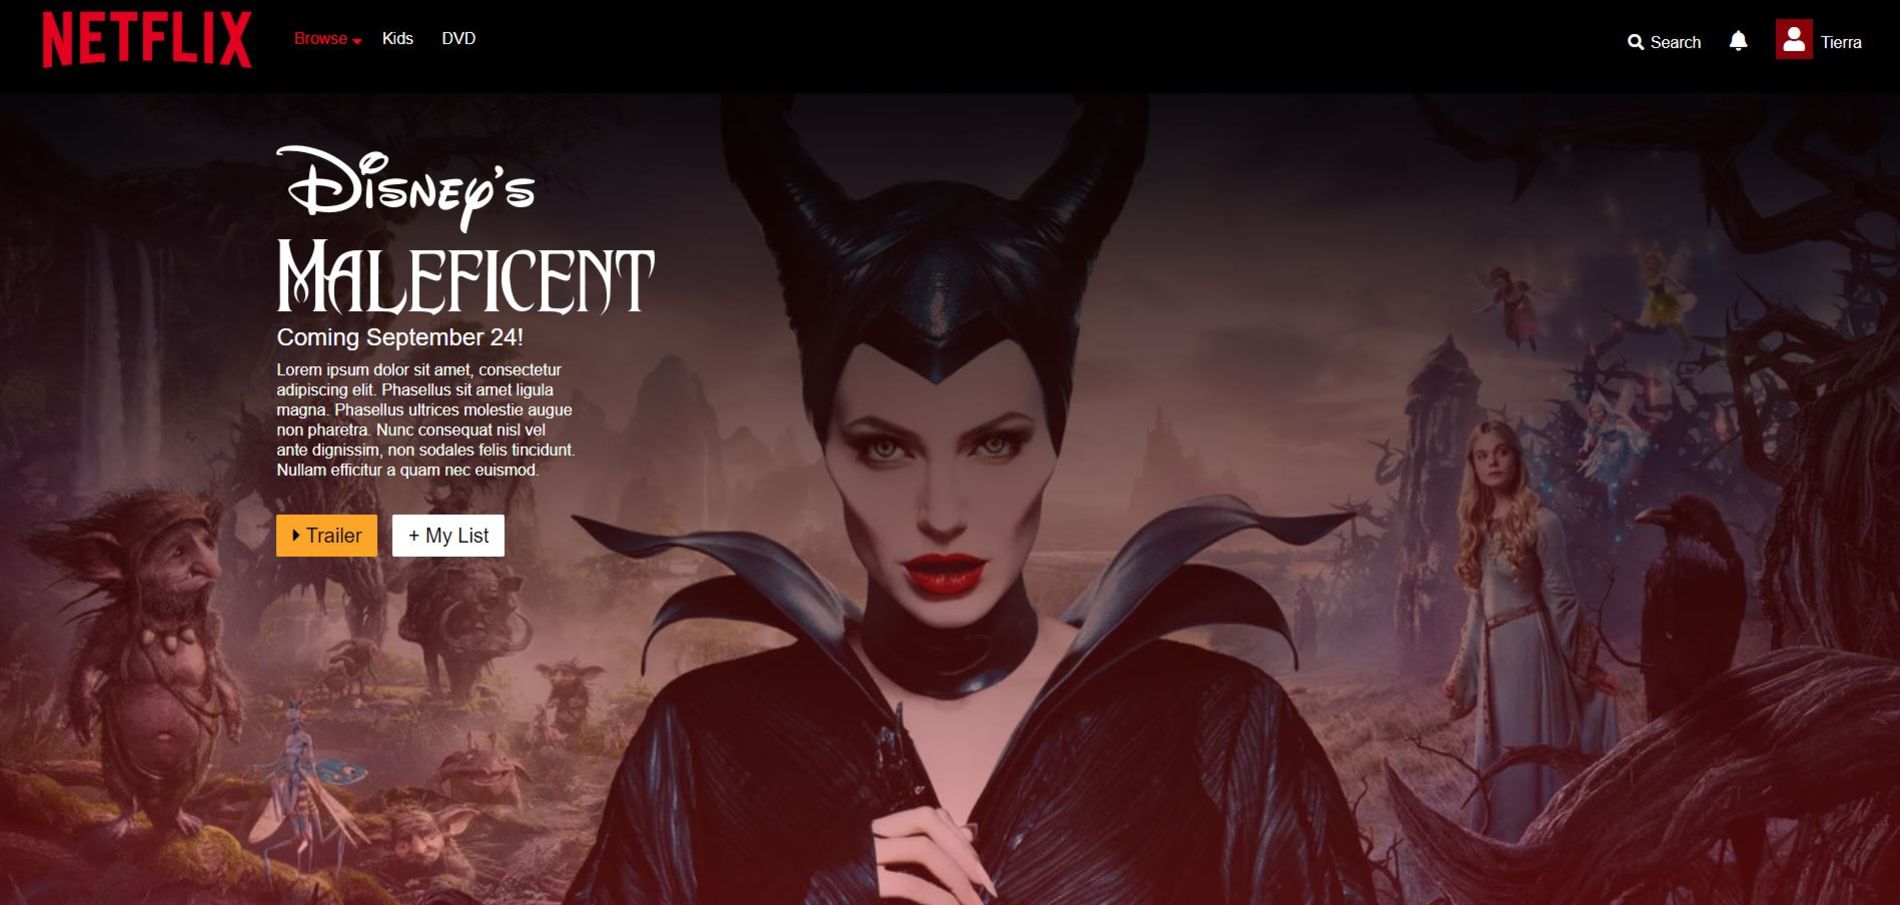 NETFLIX
Browse
Kids
DVD
Search
Tierra
Disney's
MALEFICENT
Coming September 24!
Lorem ipsum dolor sit amet, consectetur
adipiscing elit. Phasellus sit amet ligula
magna. Phasellus ultrices molestie augue
non pharetra. Nunc consequat nisl vel
ante dignissim, non sodales felis tincidunt.
Nullam efficitur a quam nec euismod.
Trailer
+ My List